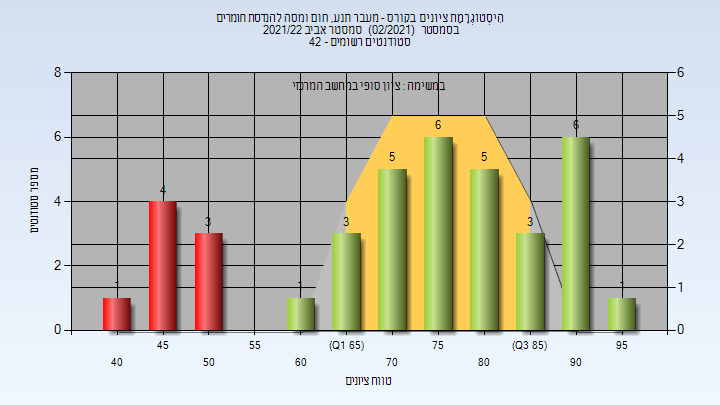 הִיסְטוֹגְרָמַת ציונים בקורס - מעבר תנע, חום ומסה להנדסת חומרים
בסמסטר (02/2021) סמסטר אביב 2021/22
סטודנטים רשומים - 42
במשימה : ציון סופי במחשב המרכזי
מספר סטודנטים
8 6 4 2 0
6 5 4 3 2 1 0
1 4 3 1 3 5 6 5 3 6 1
45 55 (Q1 65) 75 (Q3 85) 95
40 50 60 70 80 90
טווח ציונים